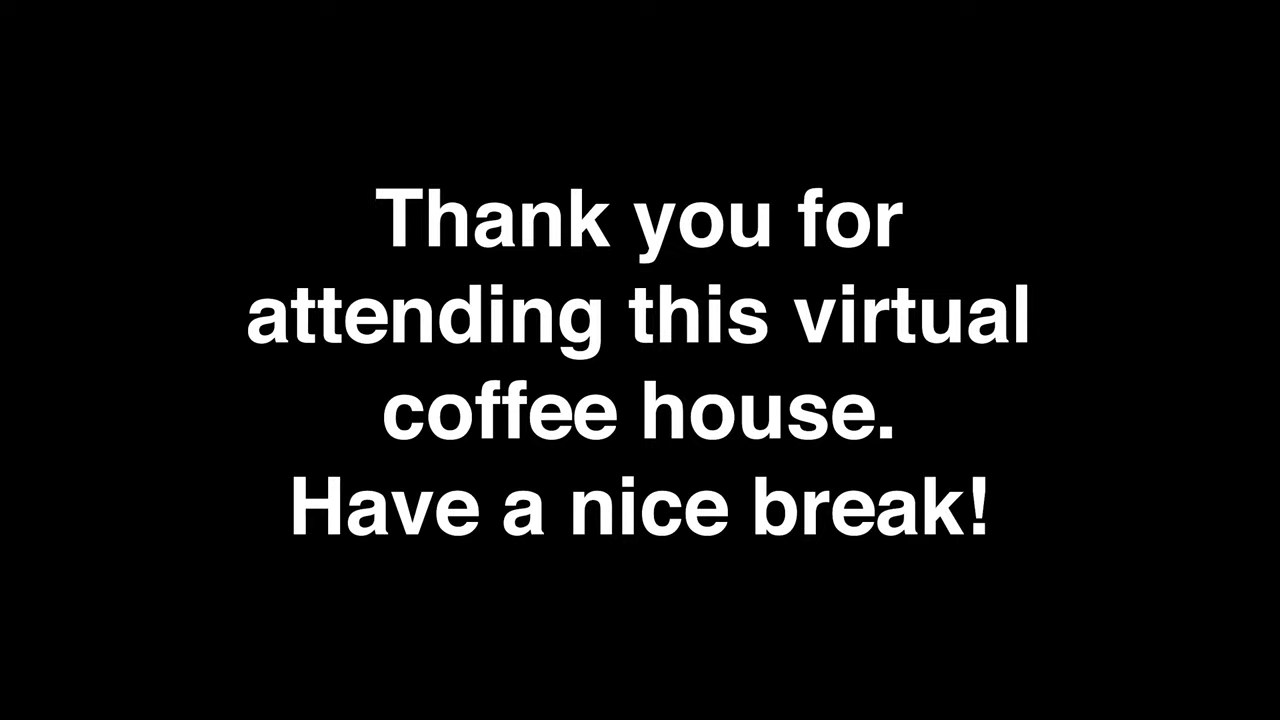 Thank you for
attending this virtual
coffee house.
Have a nice break!